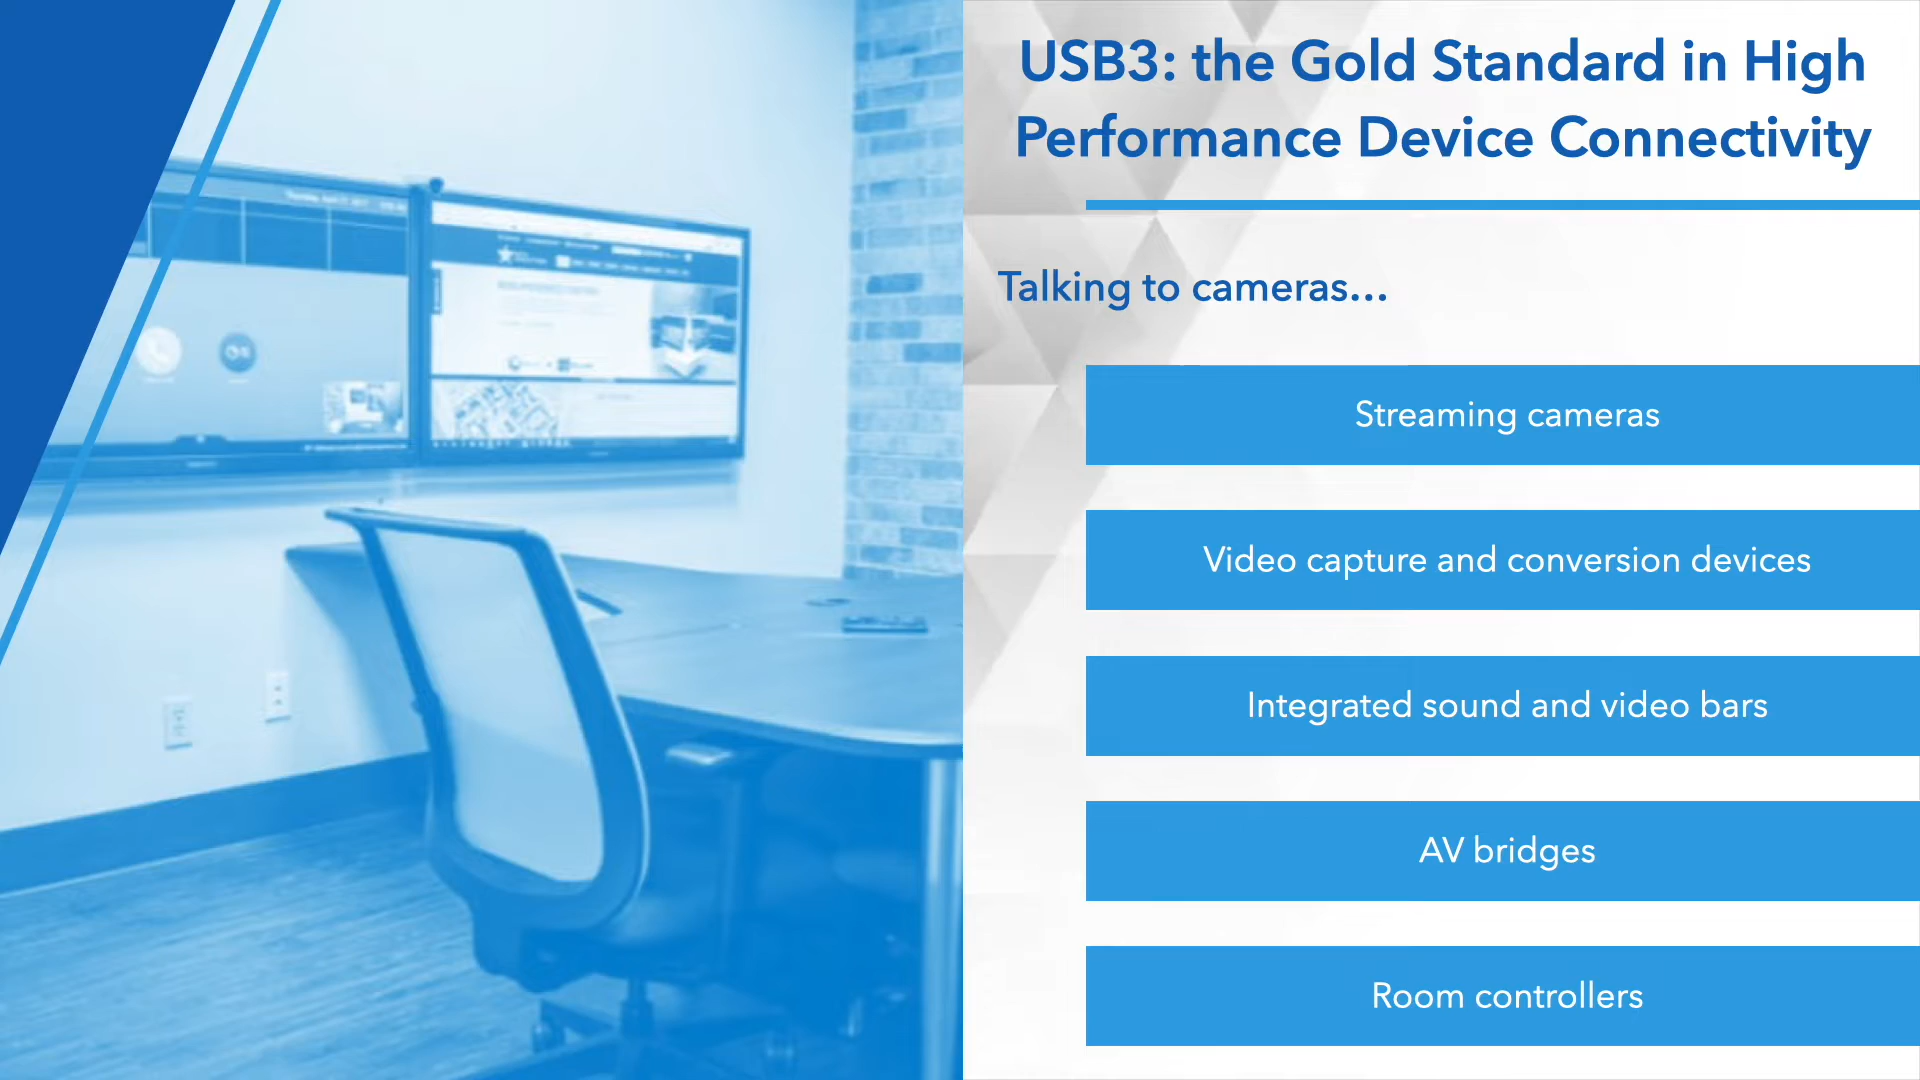 USB3: the Gold Standard in High
Performance Device Connectivity
Talking to cameras...
Streaming cameras
Video capture and conversion devices
Integrated sound and video bars
AV bridges
Room controllers